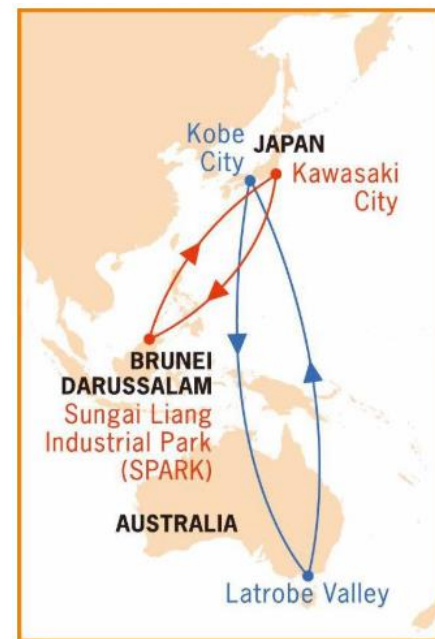 Kobe
City
JAPAN
Kawasaki
City
BRUNEI
DARUSSALAM
Sungai Liang
Industrial Park
(SPARK)
AUSTRALIA
Latrobe Valley